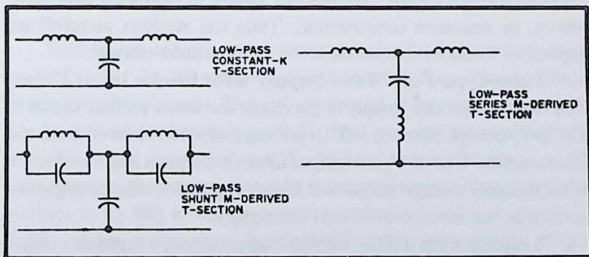 LOW-PASS
CONSTANT-K
T-SECTION
LOW-PASS
SERIES M-DERIVED
T-SECTION
LOW-PASS
SHUNT M-DERIVED
T-SECTION